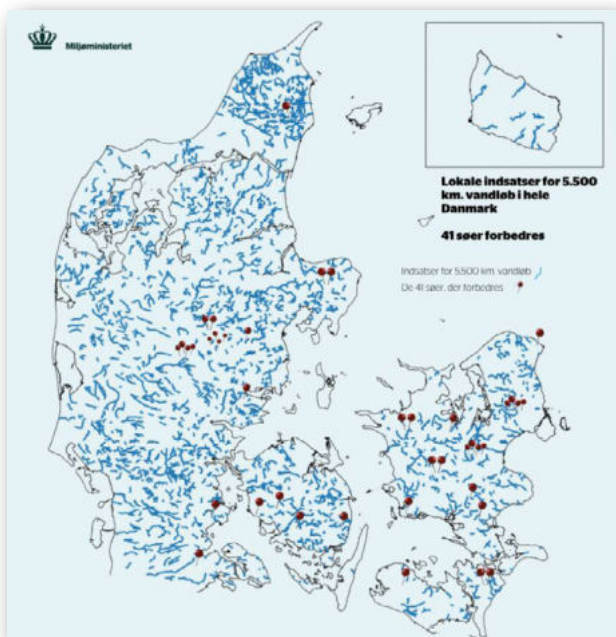 Miljøministeriet
Lokale indsatser for 5.500
km. vandløb i hele
Danmark
41 søer forbedres
Indsatser for 5.500 km. vandløb
De 41 søer, der forbedres